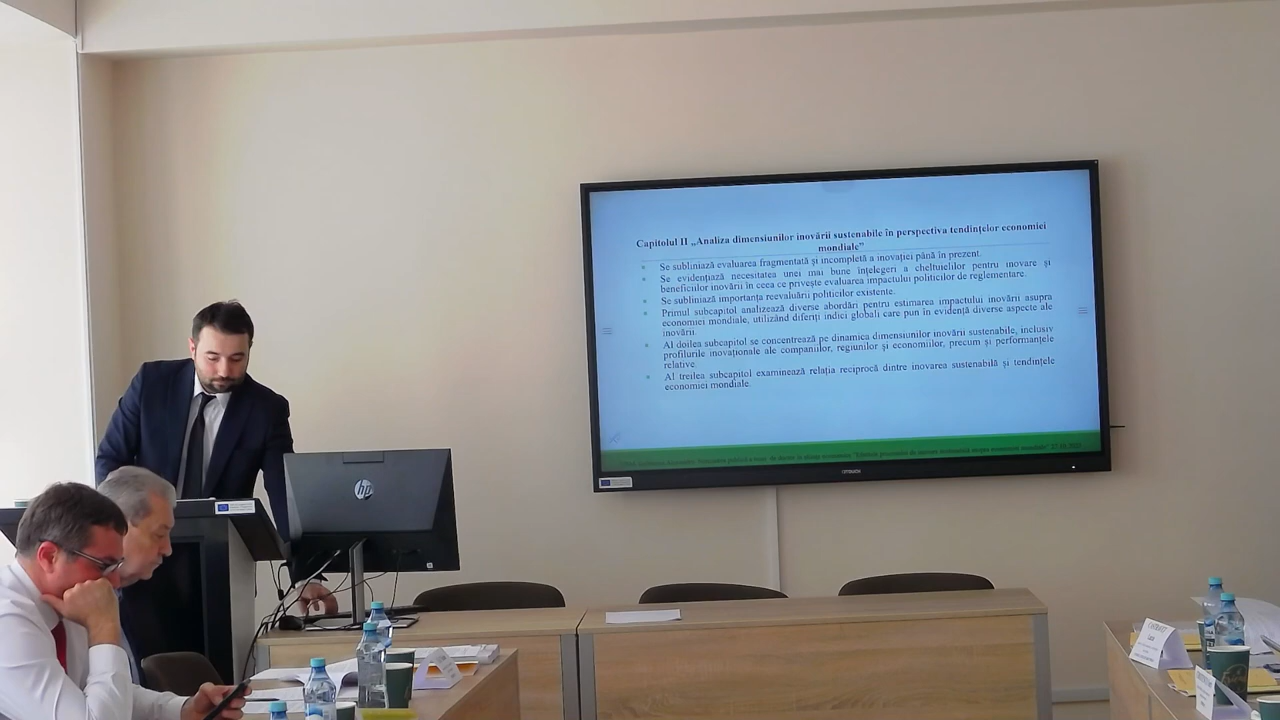 Capitolul II „Analiza dimensiunilor inovării sustenabile în perspectiva tendințelor economiei
mondiale”
Se subliniază evaluarea fragmentată și incompletă a inovației până în prezent.
Se evidențiază necesitatea unei mai bune înțelegeri a cheltuielilor pentru inovare și
beneficiilor inovării în ceea ce privește evaluarea impactului politicilor de reglementare.
Se subliniază importanța reevaluării politicilor existente.
Primul subcapitol analizează diverse abordări pentru estimarea impactului inovării asupra
economiei mondiale, utilizând diferiți indici globali care pun în evidență diverse aspecte ale
inovării.
Al doilea subcapitol se concentrează pe dinamica dimensiunilor inovării sustenabile, inclusiv
profilurile inovaționale ale companiilor, regiunilor și economiilor, precum și performanțele
relative.
Al treilea subcapitol examinează relația reciprocă dintre inovarea sustenabilă și tendințele
economiei mondiale.
hp